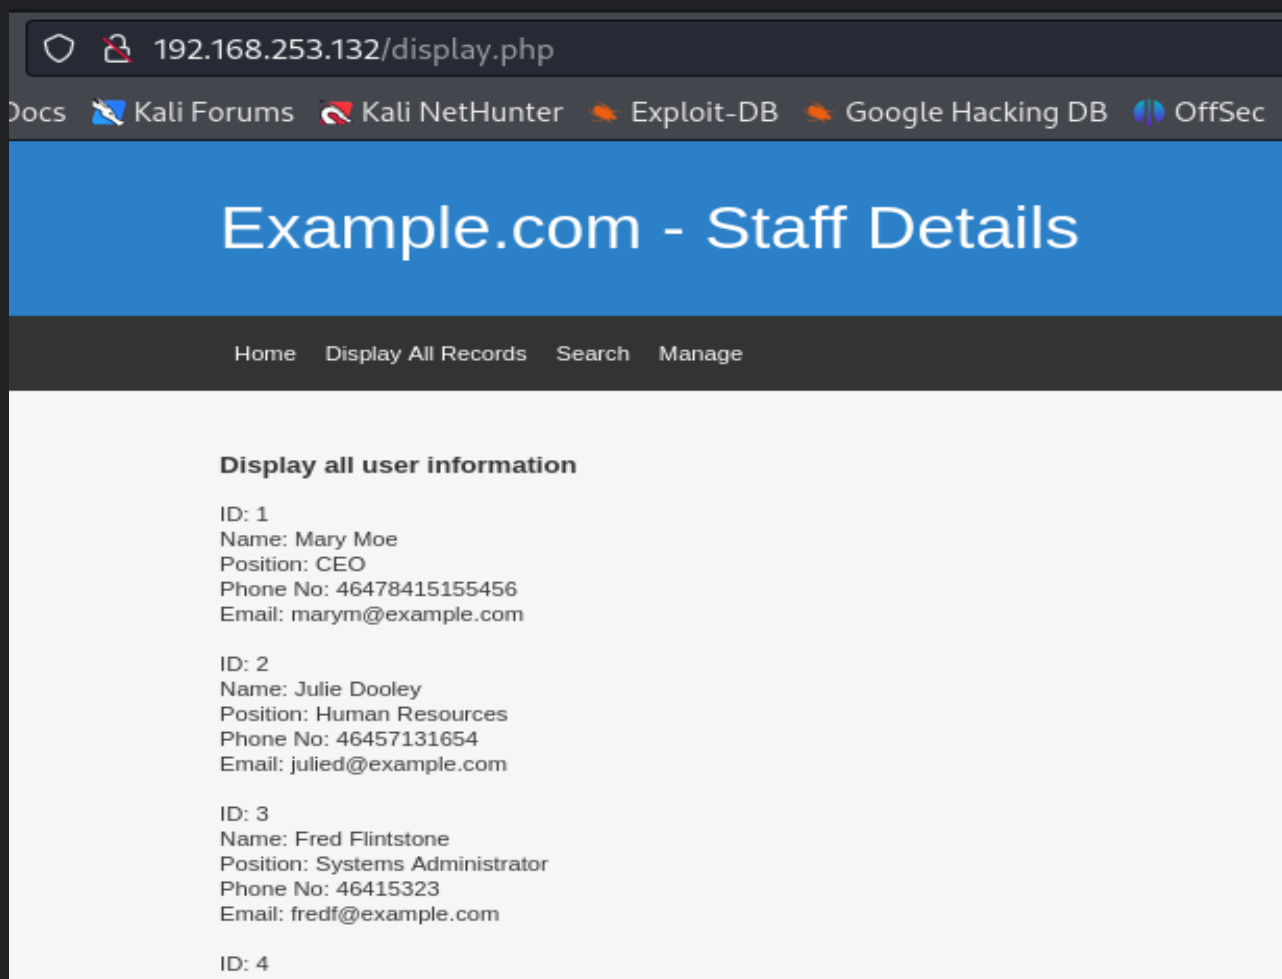 192.168.253.132/display.php
Docs Kali Forums Kali NetHunter Exploit-DB Google Hacking DB OffSec
Example.com - Staff Details
Home Display All Records Search Manage
Display all user information
ID: 1
Name: Mary Moe
Position: CEO
Phone No: 46478415155456
Email: marym@example.com
ID: 2
Name: Julie Dooley
Position: Human Resources
Phone No: 46457131654
Email: julied@example.com
ID: 3
Name: Fred Flintstone
Position: Systems Administrator
Phone No: 46415323
Email: fredf@example.com
ID: 4